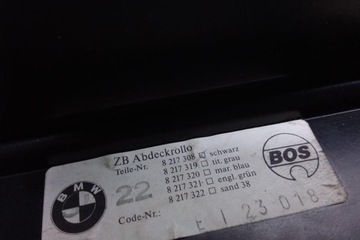 ZB Abdeckrollo
Teile-Nr. 8 217 308 ☑ schwarz
8 217 319 □ tit. grau
8 217 320 □ mar. blau
8 217 321 □ engl. grün
8 217 322 □ sand 38
BMW
22
Code-Nr.: E I 23 018
BOS